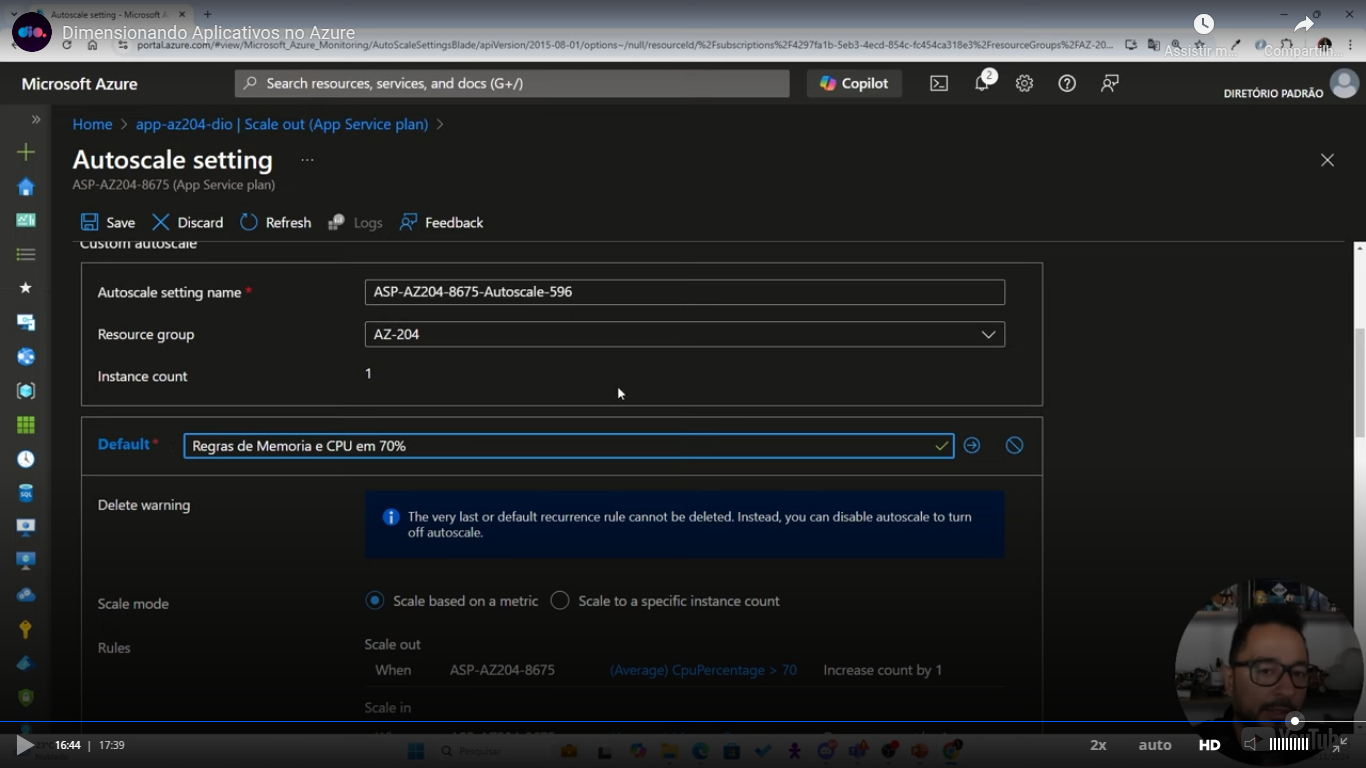 Autoscale setting - Microsoft A
dio.
Dimensionando Aplicativos no Azure
portal.azure.com/#view/Microsoft_Azure_Monitoring/AutoScaleSettingsBlade/apiVersion/2015-08-01/options~/null/resourceId/%2Fsubscriptions%2F4297fa1b-5eb3-4ecd-854c-fc454ca318e3%2FresourceGroups%2FAZ-20...
Assistir m...
Compartilh...
Microsoft Azure
Search resources, services, and docs (G+/)
Copilot
2
DIRETÓRIO PADRÃO
Home > app-az204-dio | Scale out (App Service plan) >
Autoscale setting ...
ASP-AZ204-8675 (App Service plan)
Save Discard Refresh Logs Feedback
Custom autoscale
Autoscale setting name * ASP-AZ204-8675-Autoscale-596
Resource group AZ-204
Instance count 1
Default * Regras de Memoria e CPU em 70%
Delete warning
The very last or default recurrence rule cannot be deleted. Instead, you can disable autoscale to turn
off autoscale.
Scale mode Scale based on a metric Scale to a specific instance count
Rules Scale out
When ASP-AZ204-8675 (Average) CpuPercentage > 70 Increase count by 1
Scale in
SQL
16:44 | 17:39
Pesquisar
2x auto HD
YouTube